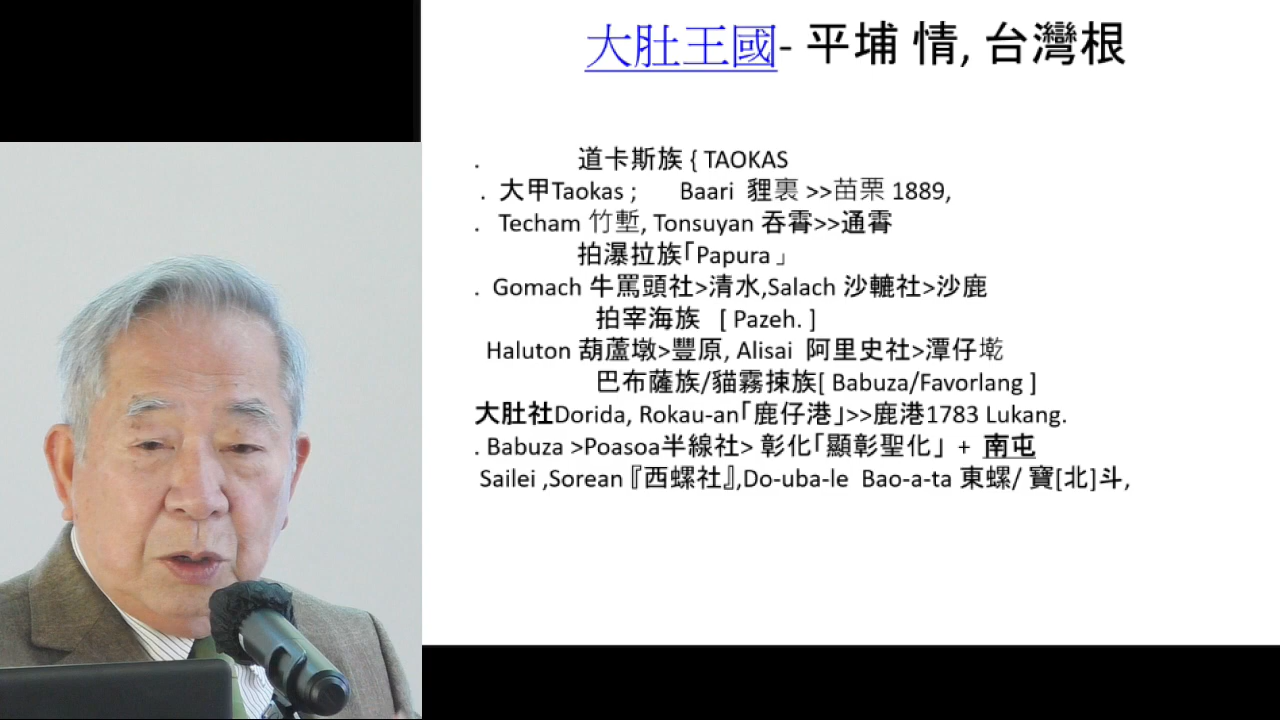 大肚王國- 平埔 情, 台灣根
. 道卡斯族 { TAOKAS
. 大甲Taokas ; Baari 貍裏 >>苗栗 1889,
. Techam 竹塹, Tonsuyan 吞霄>>通霄
拍瀑拉族「Papura」
. Gomach 牛罵頭社>清水,Salach 沙轆社>沙鹿
拍宰海族 [ Pazeh. ]
Haluton 葫蘆墩>豐原, Alisai 阿里史社>潭仔墘
巴布薩族/貓霧捒族[ Babuza/Favorlang ]
大肚社Dorida, Rokau-an「鹿仔港」>>鹿港1783 Lukang.
. Babuza >Poasoa半線社> 彰化「顯彰聖化」 + 南屯
Sailei ,Sorean『西螺社』,Do-uba-le Bao-a-ta 東螺/ 寶[北]斗,